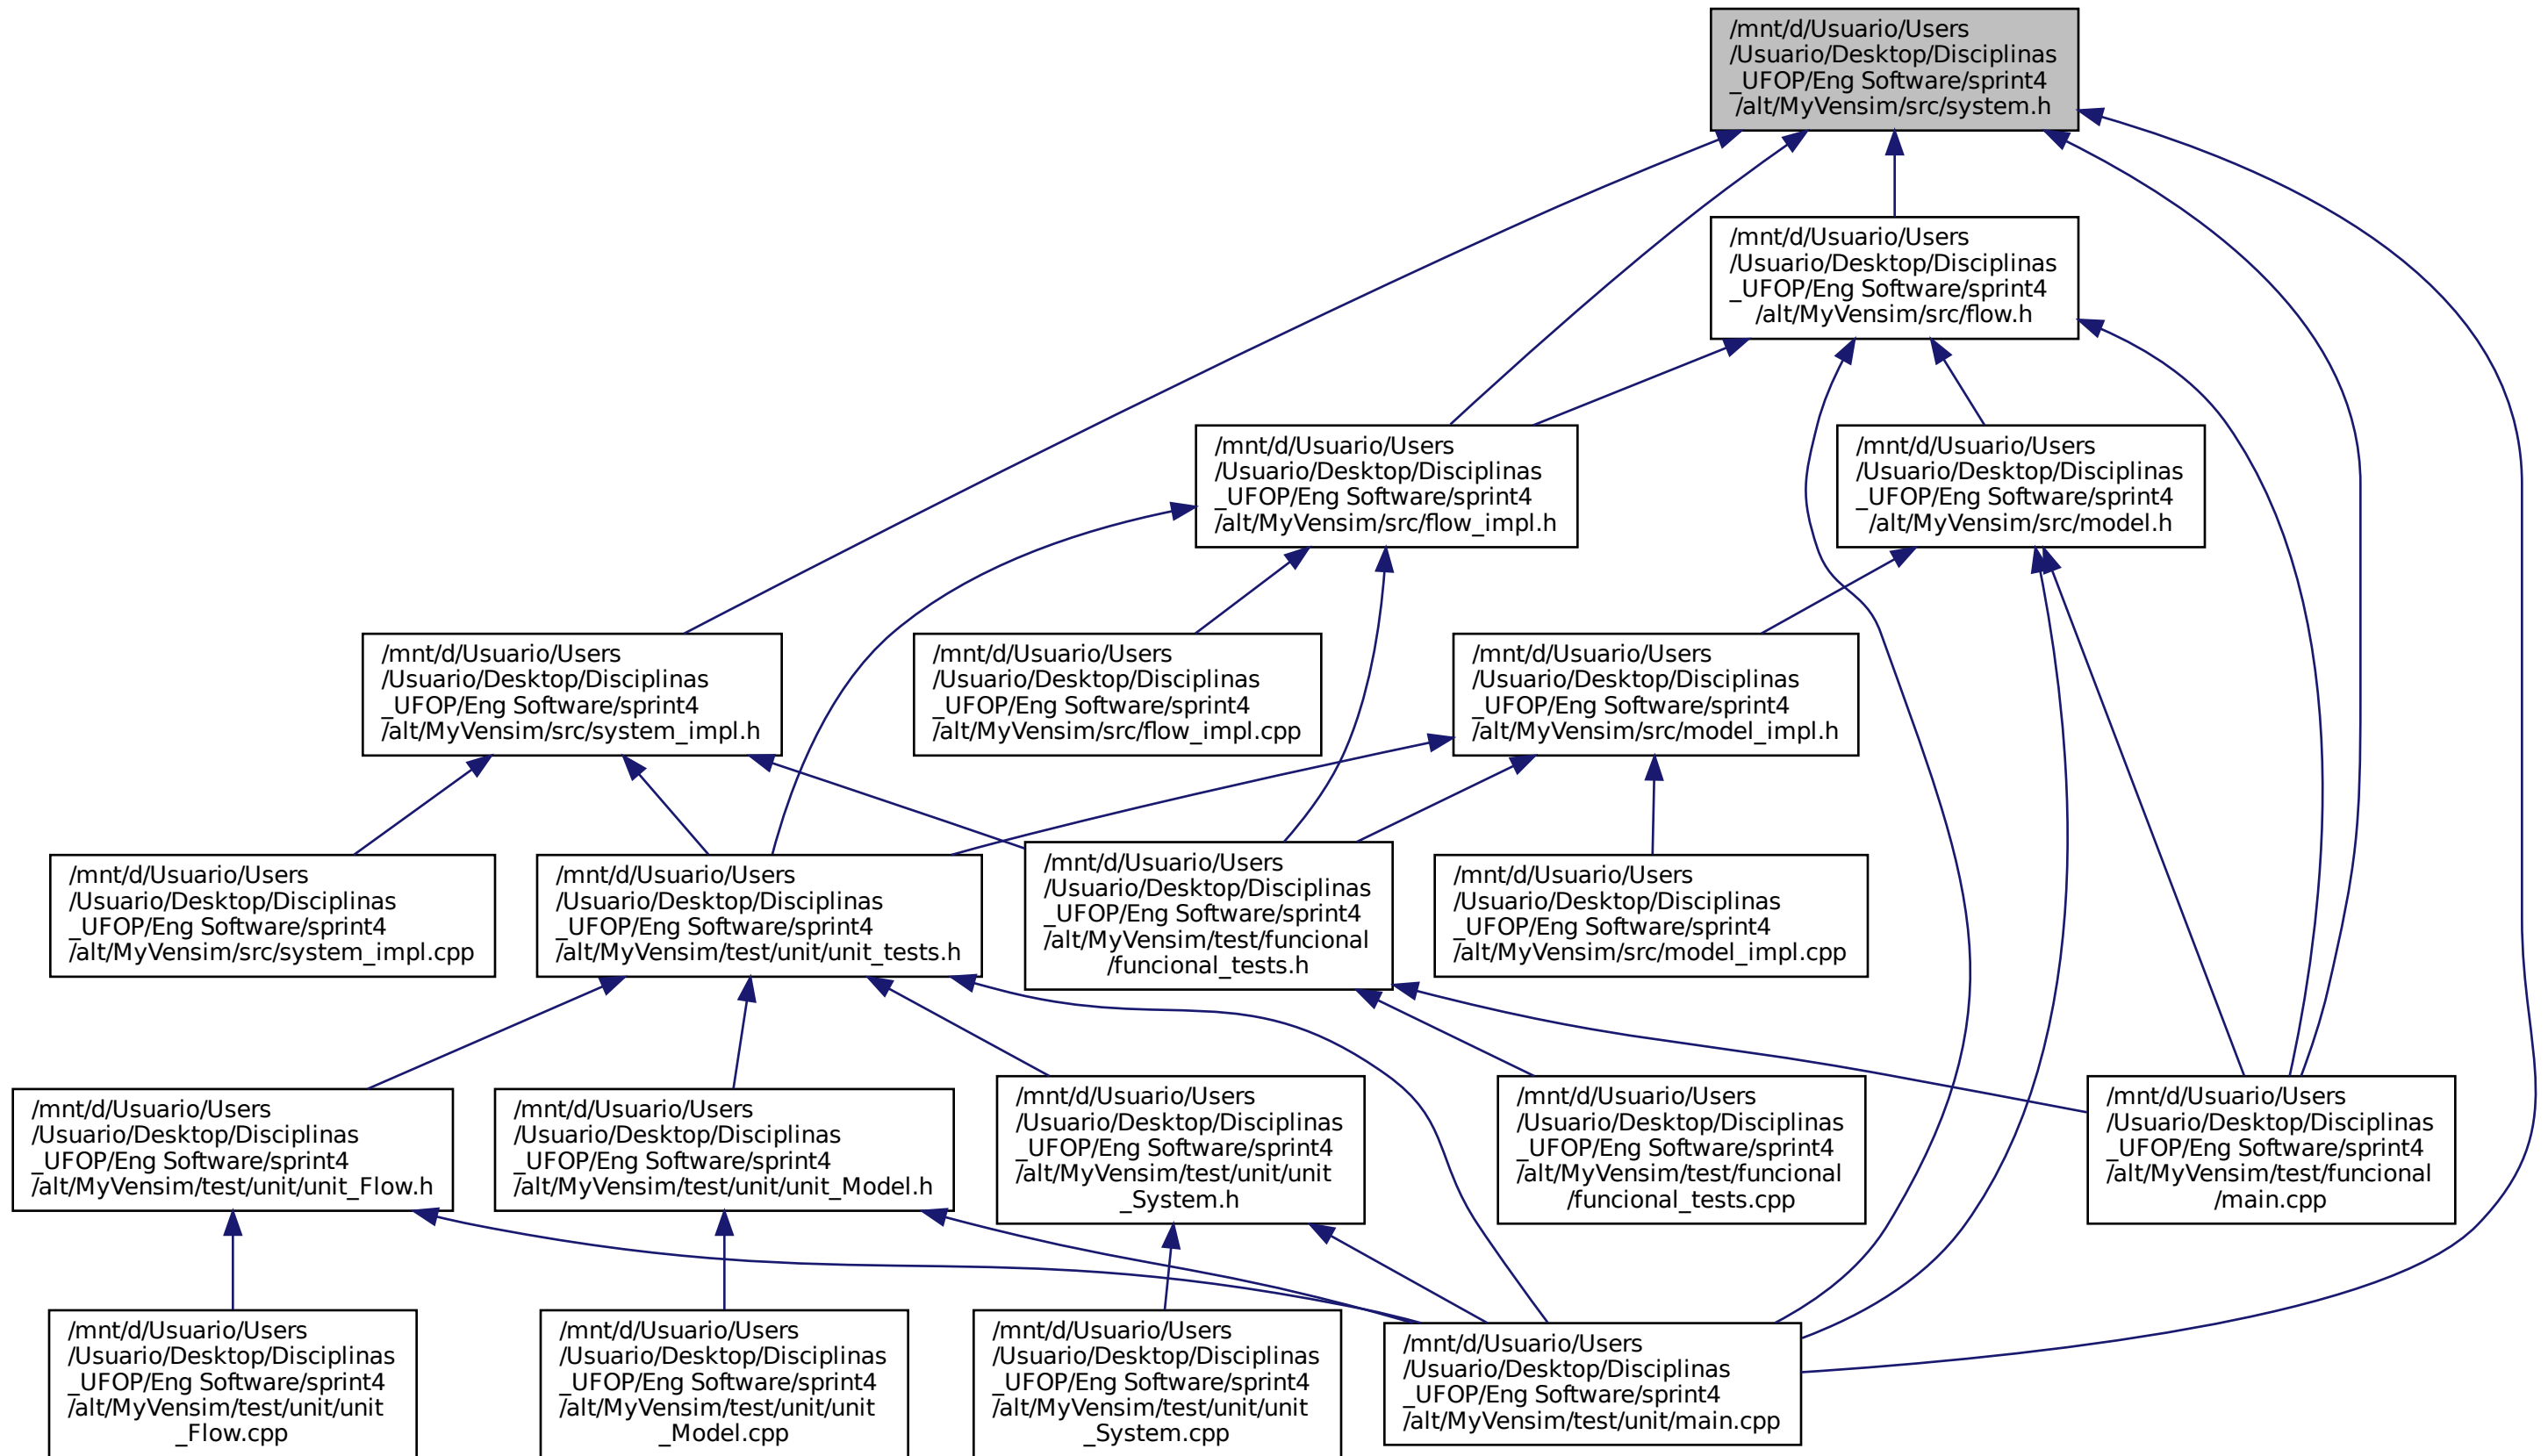 /mnt/d/Usuario/Users
/Usuario/Desktop/Disciplinas
_UFOP/Eng Software/sprint4
/alt/MyVensim/src/system.h
/mnt/d/Usuario/Users
/Usuario/Desktop/Disciplinas
_UFOP/Eng Software/sprint4
/alt/MyVensim/src/flow.h
/mnt/d/Usuario/Users
/Usuario/Desktop/Disciplinas
_UFOP/Eng Software/sprint4
/alt/MyVensim/src/flow_impl.h
/mnt/d/Usuario/Users
/Usuario/Desktop/Disciplinas
_UFOP/Eng Software/sprint4
/alt/MyVensim/src/model.h
/mnt/d/Usuario/Users
/Usuario/Desktop/Disciplinas
_UFOP/Eng Software/sprint4
/alt/MyVensim/src/system_impl.h
/mnt/d/Usuario/Users
/Usuario/Desktop/Disciplinas
_UFOP/Eng Software/sprint4
/alt/MyVensim/src/flow_impl.cpp
/mnt/d/Usuario/Users
/Usuario/Desktop/Disciplinas
_UFOP/Eng Software/sprint4
/alt/MyVensim/src/model_impl.h
/mnt/d/Usuario/Users
/Usuario/Desktop/Disciplinas
_UFOP/Eng Software/sprint4
/alt/MyVensim/src/system_impl.cpp
/mnt/d/Usuario/Users
/Usuario/Desktop/Disciplinas
_UFOP/Eng Software/sprint4
/alt/MyVensim/test/unit/unit_tests.h
/mnt/d/Usuario/Users
/Usuario/Desktop/Disciplinas
_UFOP/Eng Software/sprint4
/alt/MyVensim/test/funcional
/funcional_tests.h
/mnt/d/Usuario/Users
/Usuario/Desktop/Disciplinas
_UFOP/Eng Software/sprint4
/alt/MyVensim/src/model_impl.cpp
/mnt/d/Usuario/Users
/Usuario/Desktop/Disciplinas
_UFOP/Eng Software/sprint4
/alt/MyVensim/test/unit/unit_Flow.h
/mnt/d/Usuario/Users
/Usuario/Desktop/Disciplinas
_UFOP/Eng Software/sprint4
/alt/MyVensim/test/unit/unit_Model.h
/mnt/d/Usuario/Users
/Usuario/Desktop/Disciplinas
_UFOP/Eng Software/sprint4
/alt/MyVensim/test/unit/unit
_System.h
/mnt/d/Usuario/Users
/Usuario/Desktop/Disciplinas
_UFOP/Eng Software/sprint4
/alt/MyVensim/test/funcional
/funcional_tests.cpp
/mnt/d/Usuario/Users
/Usuario/Desktop/Disciplinas
_UFOP/Eng Software/sprint4
/alt/MyVensim/test/funcional
/main.cpp
/mnt/d/Usuario/Users
/Usuario/Desktop/Disciplinas
_UFOP/Eng Software/sprint4
/alt/MyVensim/test/unit/unit
_Flow.cpp
/mnt/d/Usuario/Users
/Usuario/Desktop/Disciplinas
_UFOP/Eng Software/sprint4
/alt/MyVensim/test/unit/unit
_Model.cpp
/mnt/d/Usuario/Users
/Usuario/Desktop/Disciplinas
_UFOP/Eng Software/sprint4
/alt/MyVensim/test/unit/unit
_System.cpp
/mnt/d/Usuario/Users
/Usuario/Desktop/Disciplinas
_UFOP/Eng Software/sprint4
/alt/MyVensim/test/unit/main.cpp